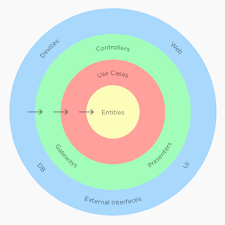 Devices
Web
Controllers
Use Cases
Entities
Gateways
Presenters
DB
UI
External Interfaces